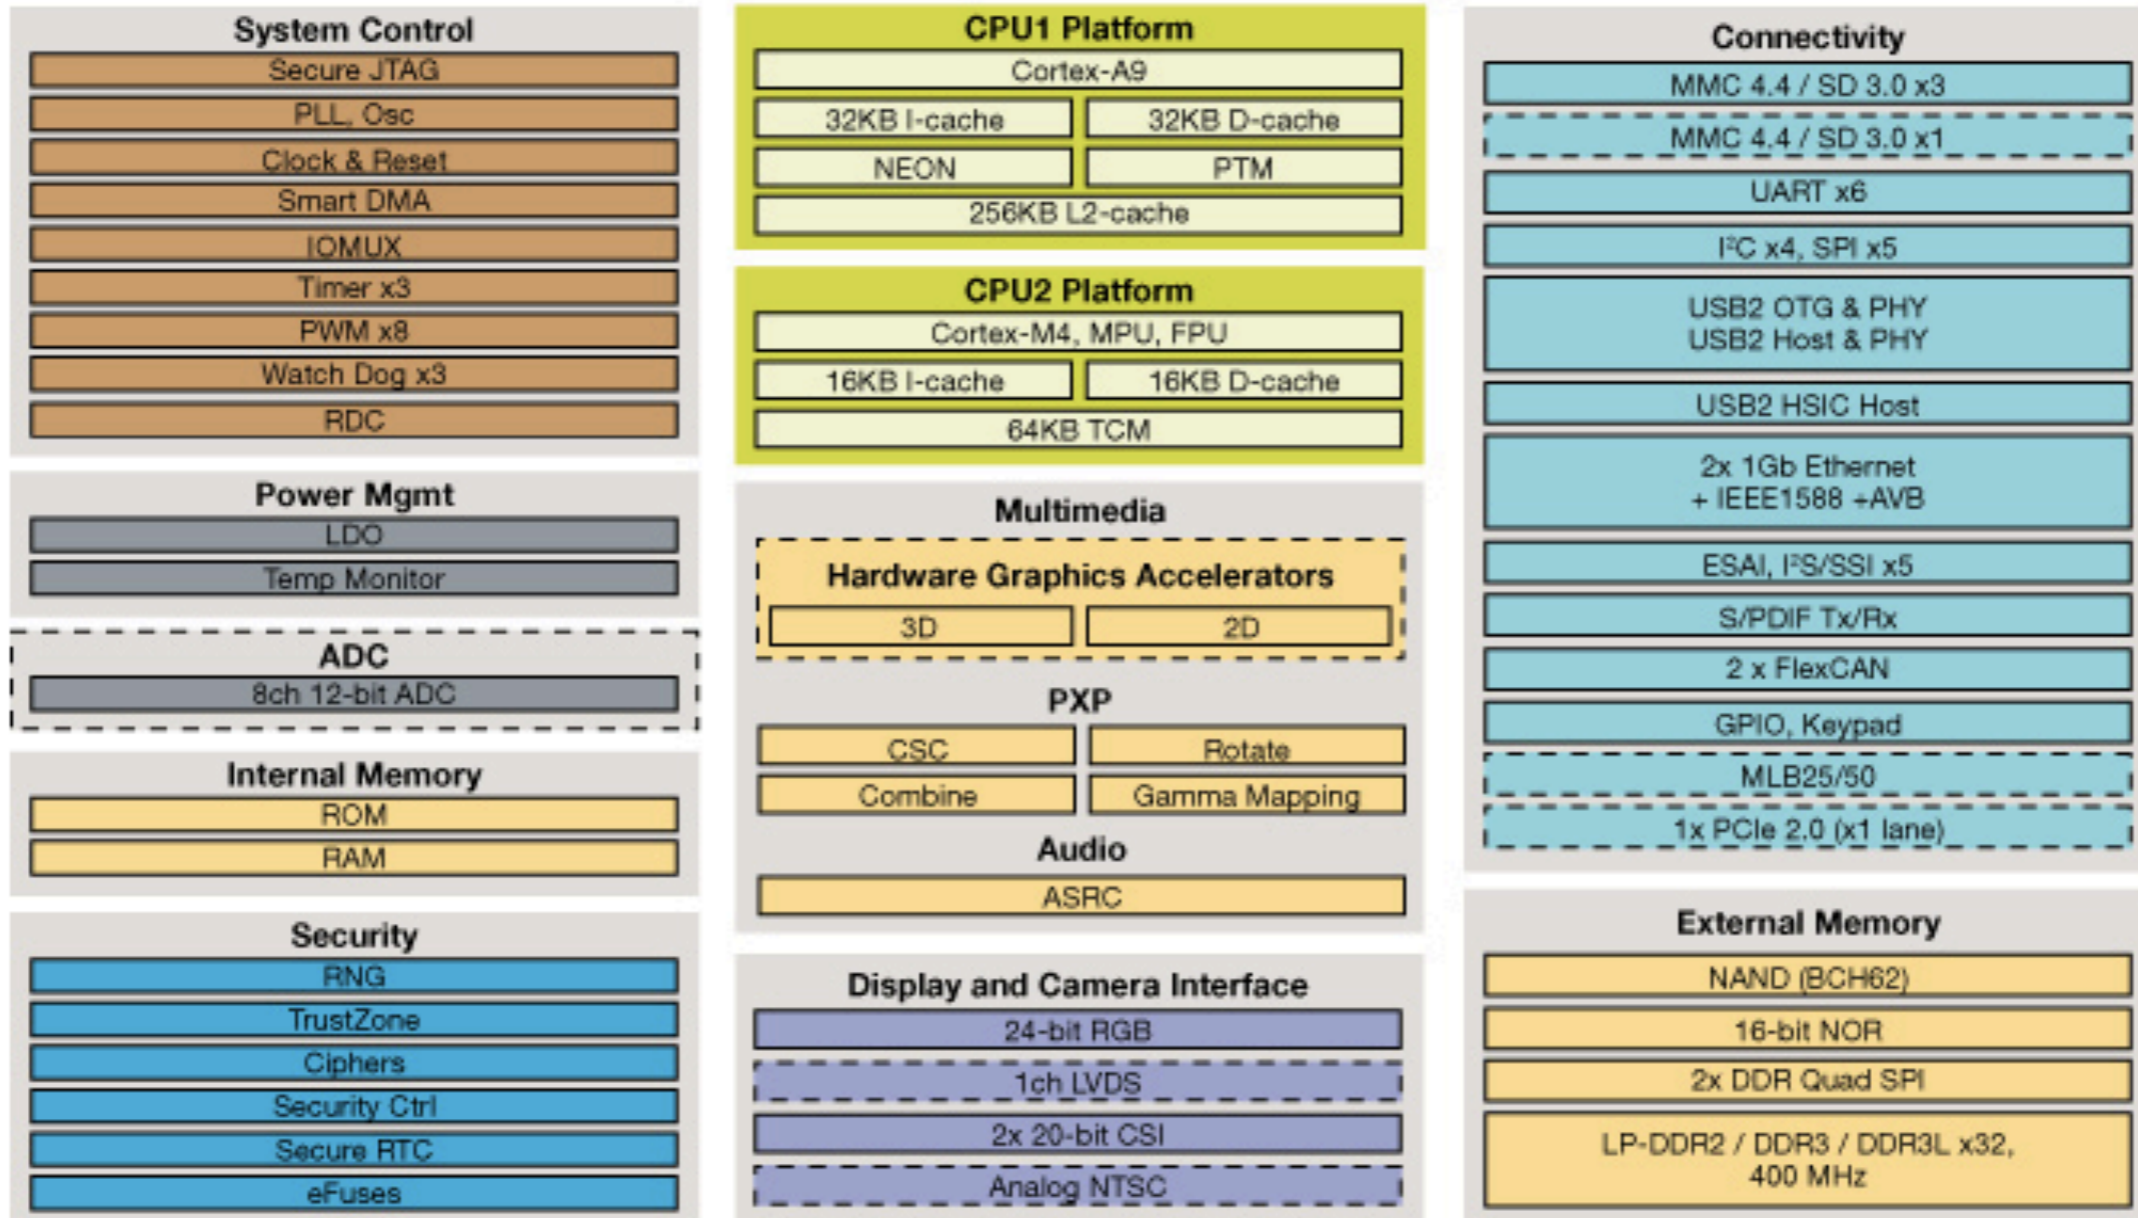 System Control
Secure JTAG
PLL, Osc
Clock & Reset
Smart DMA
IOMUX
Timer x3
PWM x8
Watch Dog x3
RDC
Power Mgmt
LDO
Temp Monitor
ADC
8ch 12-bit ADC
Internal Memory
ROM
RAM
Security
RNG
TrustZone
Ciphers
Security Ctrl
Secure RTC
eFuses
CPU1 Platform
Cortex-A9
32KB I-cache
32KB D-cache
NEON
PTM
256KB L2-cache
CPU2 Platform
Cortex-M4, MPU, FPU
16KB I-cache
16KB D-cache
64KB TCM
Multimedia
Hardware Graphics Accelerators
3D
2D
PXP
CSC
Rotate
Combine
Gamma Mapping
Audio
ASRC
Display and Camera Interface
24-bit RGB
1ch LVDS
2x 20-bit CSI
Analog NTSC
Connectivity
MMC 4.4 / SD 3.0 x3
MMC 4.4 / SD 3.0 x1
UART x6
I²C x4, SPI x5
USB2 OTG & PHY
USB2 Host & PHY
USB2 HSIC Host
2x 1Gb Ethernet
+ IEEE1588 +AVB
ESAI, I²S/SSI x5
S/PDIF Tx/Rx
2 x FlexCAN
GPIO, Keypad
MLB25/50
1x PCIe 2.0 (x1 lane)
External Memory
NAND (BCH62)
16-bit NOR
2x DDR Quad SPI
LP-DDR2 / DDR3 / DDR3L x32,
400 MHz